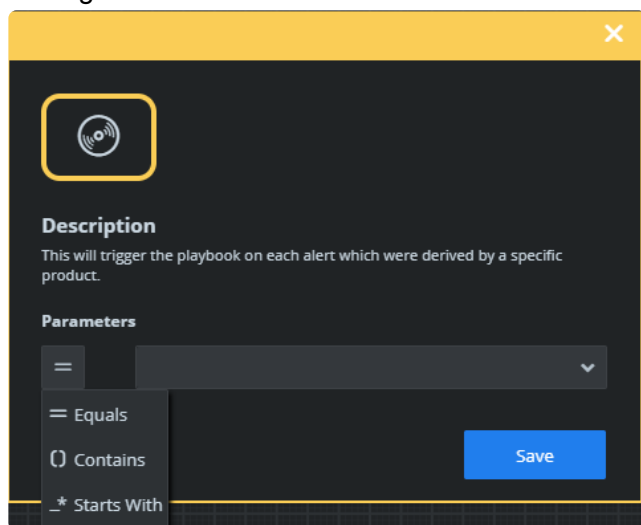 Description
This will trigger the playbook on each alert which were derived by a specific
product.
Parameters
=
= Equals
() Contains
_* Starts With
Save